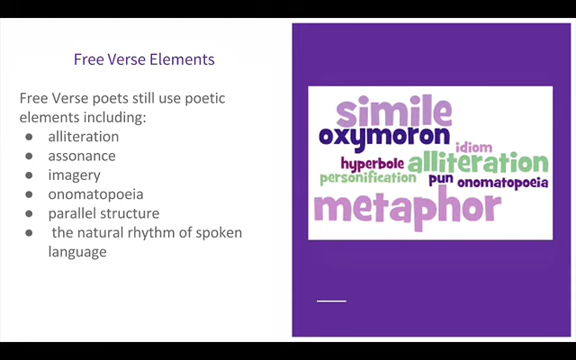 Free Verse Elements
Free Verse poets still use poetic
elements including:
● alliteration
● assonance
● imagery
● onomatopoeia
● parallel structure
● the natural rhythm of spoken
language
simile
oxymoron
idiom
hyperbole alliteration
personification pun onomatopoeia
metaphor